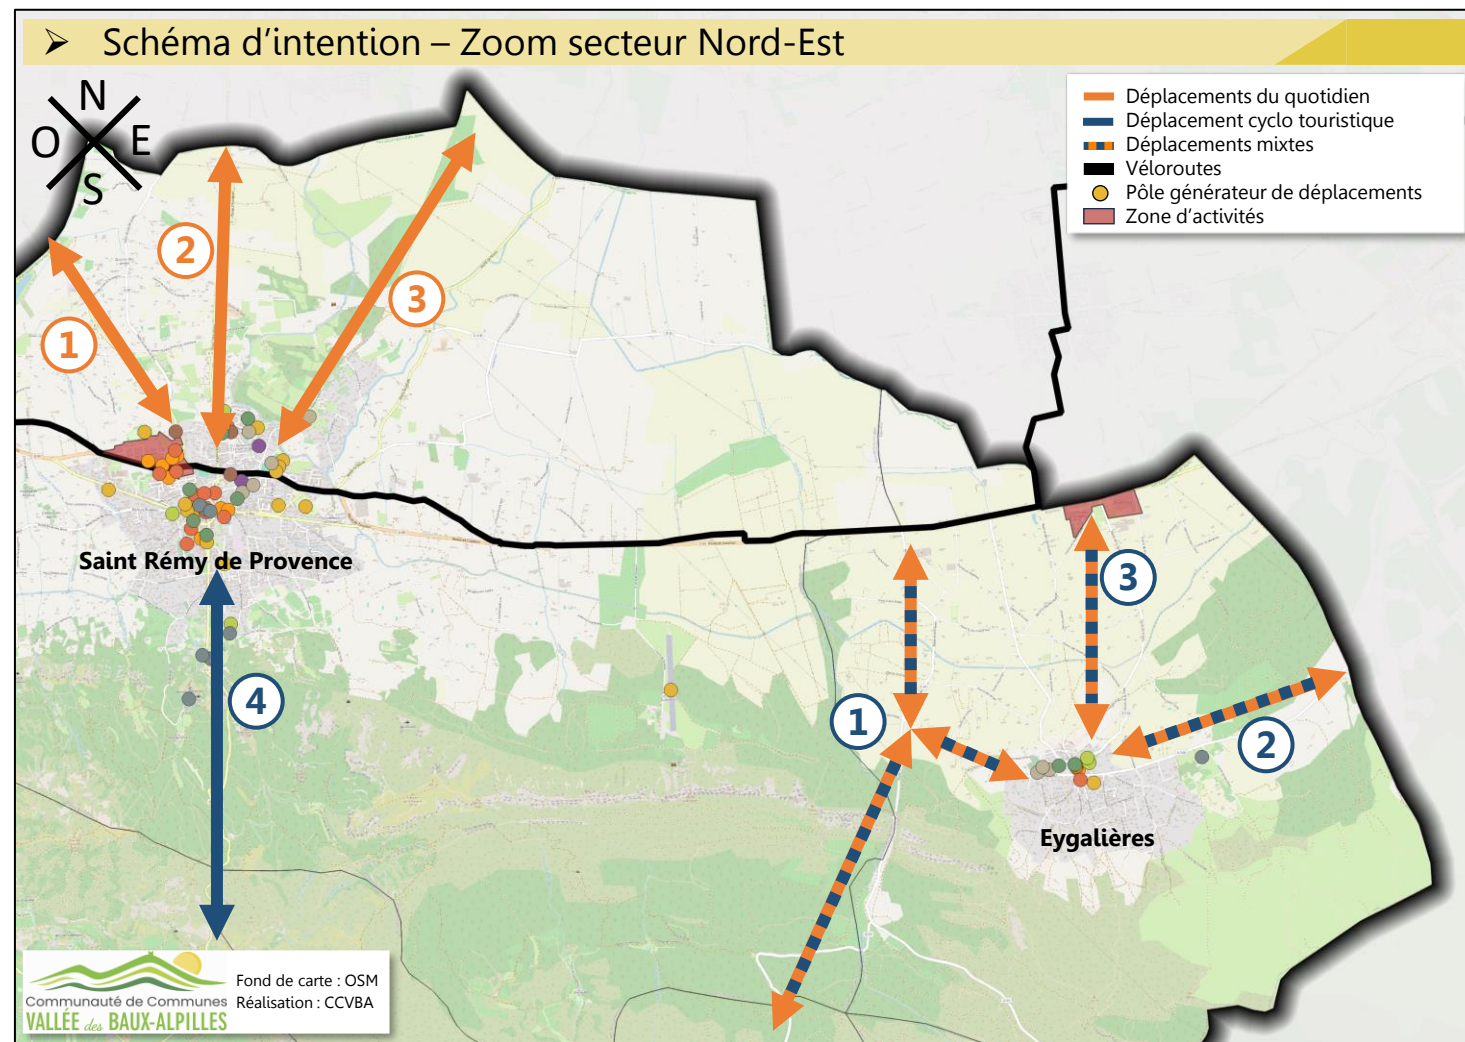 ➤ Schéma d'intention – Zoom secteur Nord-Est
N
O E
S
Déplacements du quotidien
Déplacement cyclo touristique
Déplacements mixtes
Véloroutes
Pôle générateur de déplacements
Zone d'activités
1
2
3
Saint Rémy de Provence
4
3
1
2
Eygalières
Communauté de Communes
VALLÉE des BAUX-ALPILLES
Fond de carte : OSM
Réalisation : CCVBA